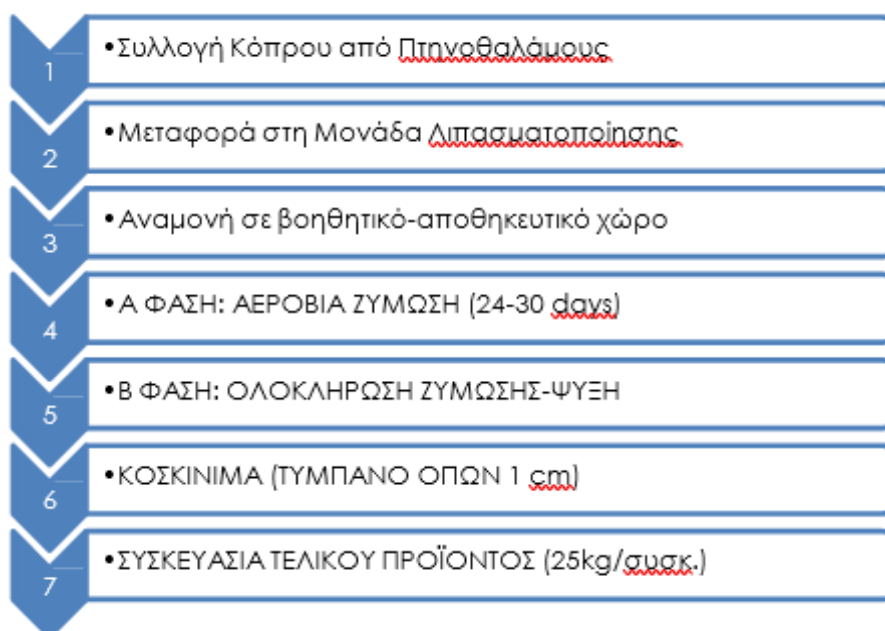 1
•Συλλογή Κόπρου από Πτηνοθαλάμους
2
•Μεταφορά στη Μονάδα Λιπασματοποίησης
3
•Αναμονή σε βοηθητικό-αποθηκευτικό χώρο
4
•Α ΦΑΣΗ: ΑΕΡΟΒΙΑ ΖΥΜΩΣΗ (24-30 days)
5
•Β ΦΑΣΗ: ΟΛΟΚΛΗΡΩΣΗ ΖΥΜΩΣΗΣ-ΨΥΞΗ
6
•ΚΟΣΚΙΝΙΜΑ (ΤΥΜΠΑΝΟ ΟΠΩΝ 1 cm)
7
•ΣΥΣΚΕΥΑΣΙΑ ΤΕΛΙΚΟΥ ΠΡΟΪΟΝΤΟΣ (25kg/συσκ.)